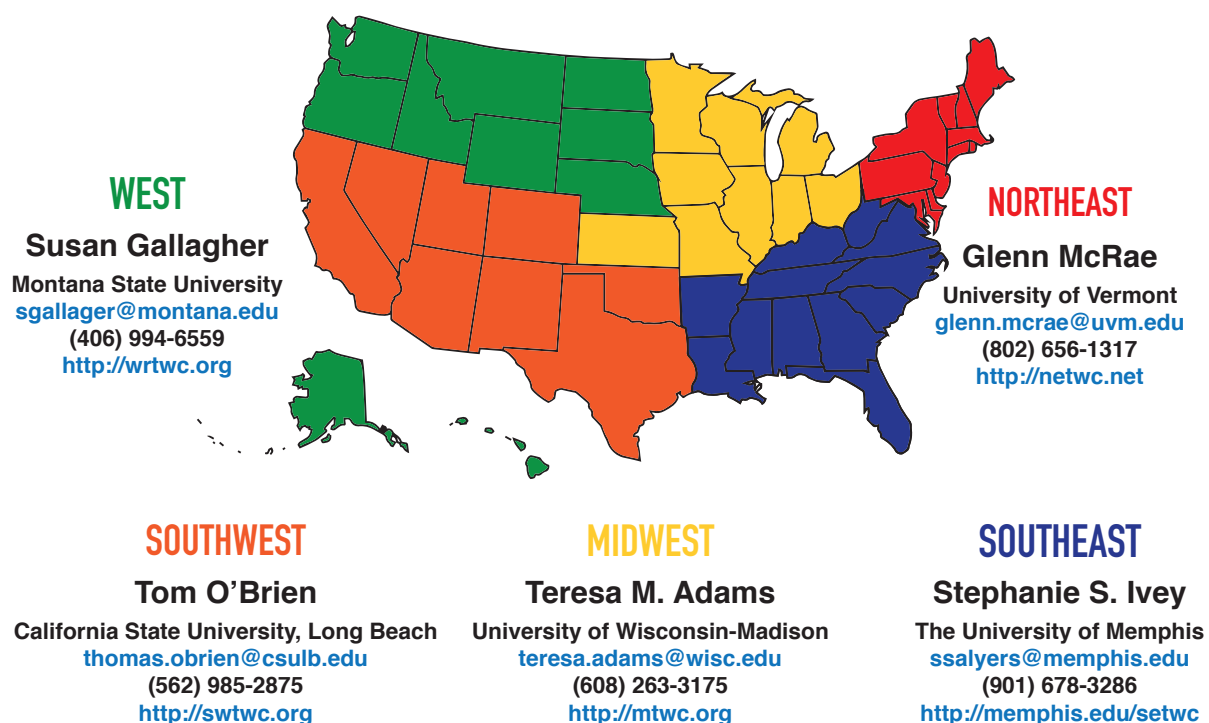 WEST
Susan Gallagher
Montana State University
sgallager@montana.edu
(406) 994-6559
http://wrtwc.org
NORTHEAST
Glenn McRae
University of Vermont
glenn.mcrae@uvm.edu
(802) 656-1317
http://netwc.net
SOUTHWEST
Tom O’Brien
California State University, Long Beach
thomas.obrien@csulb.edu
(562) 985-2875
http://swtwc.org
MIDWEST
Teresa M. Adams
University of Wisconsin-Madison
teresa.adams@wisc.edu
(608) 263-3175
http://mtwc.org
SOUTHEAST
Stephanie S. Ivey
The University of Memphis
ssalyers@memphis.edu
(901) 678-3286
http://memphis.edu/setwc